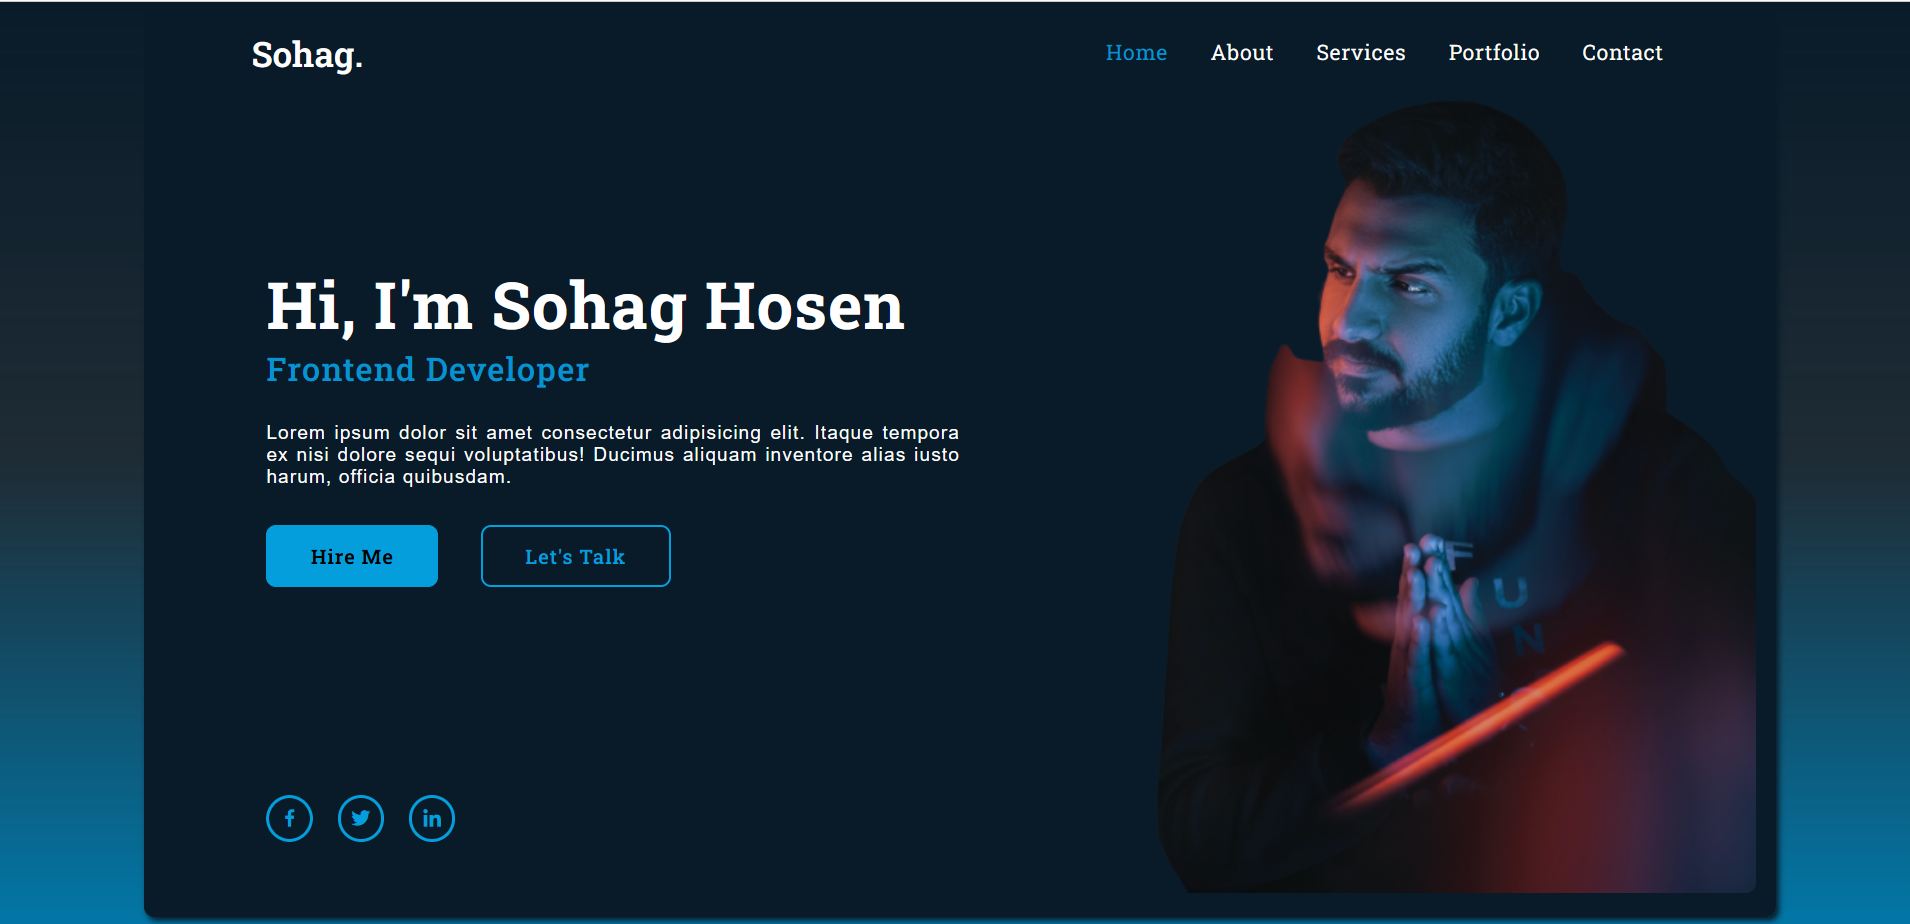 Sohag.
Home About Services Portfolio Contact
Hi, I'm Sohag Hosen
Frontend Developer
Lorem ipsum dolor sit amet consectetur adipisicing elit. Itaque tempora
ex nisi dolore sequi voluptatibus! Ducimus aliquam inventore alias iusto
harum, officia quibusdam.
Hire Me
Let's Talk
F
U
N